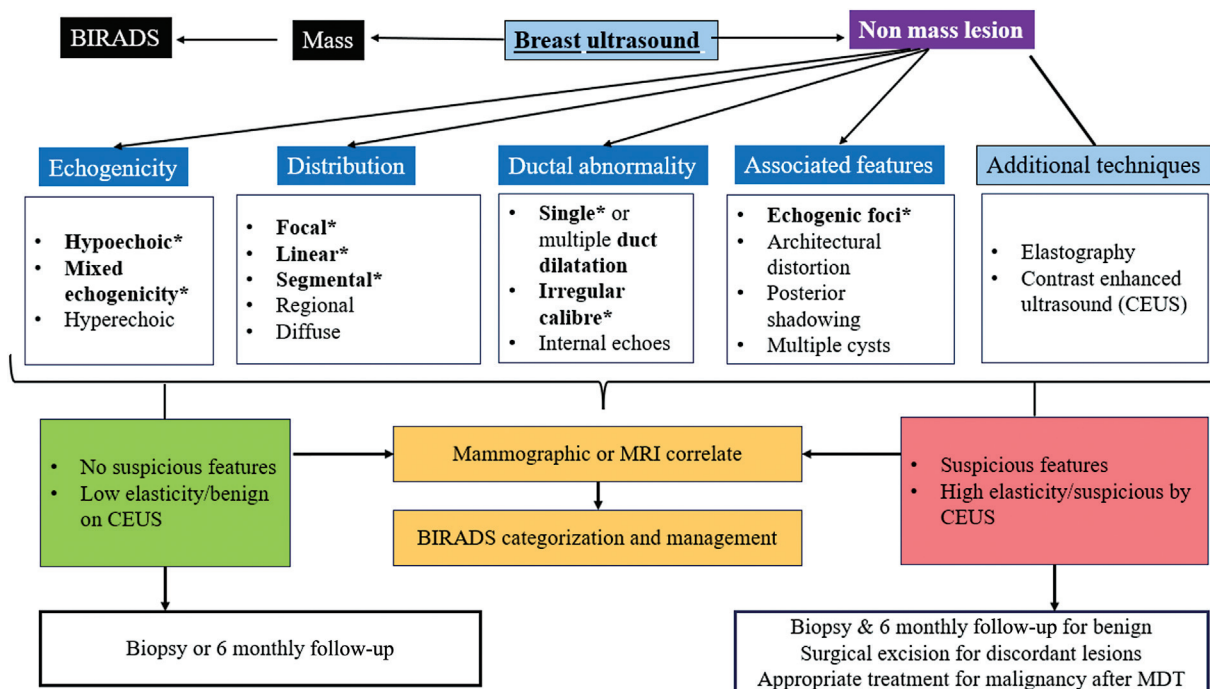 BIRADS
Mass
Breast ultrasound
Non mass lesion
Echogenicity
• Hypoechoic*
• Mixed
echogenicity*
• Hyperechoic
Distribution
• Focal*
• Linear*
• Segmental*
• Regional
• Diffuse
Ductal abnormality
• Single* or
multiple duct
dilatation
• Irregular
calibre*
• Internal echoes
Associated features
• Echogenic foci*
• Architectural
distortion
• Posterior
shadowing
• Multiple cysts
Additional techniques
• Elastography
• Contrast enhanced
ultrasound (CEUS)
• No suspicious features
• Low elasticity/benign
on CEUS
Mammographic or MRI correlate
BIRADS categorization and management
• Suspicious features
• High elasticity/suspicious by
CEUS
Biopsy or 6 monthly follow-up
Biopsy & 6 monthly follow-up for benign
Surgical excision for discordant lesions
Appropriate treatment for malignancy after MDT